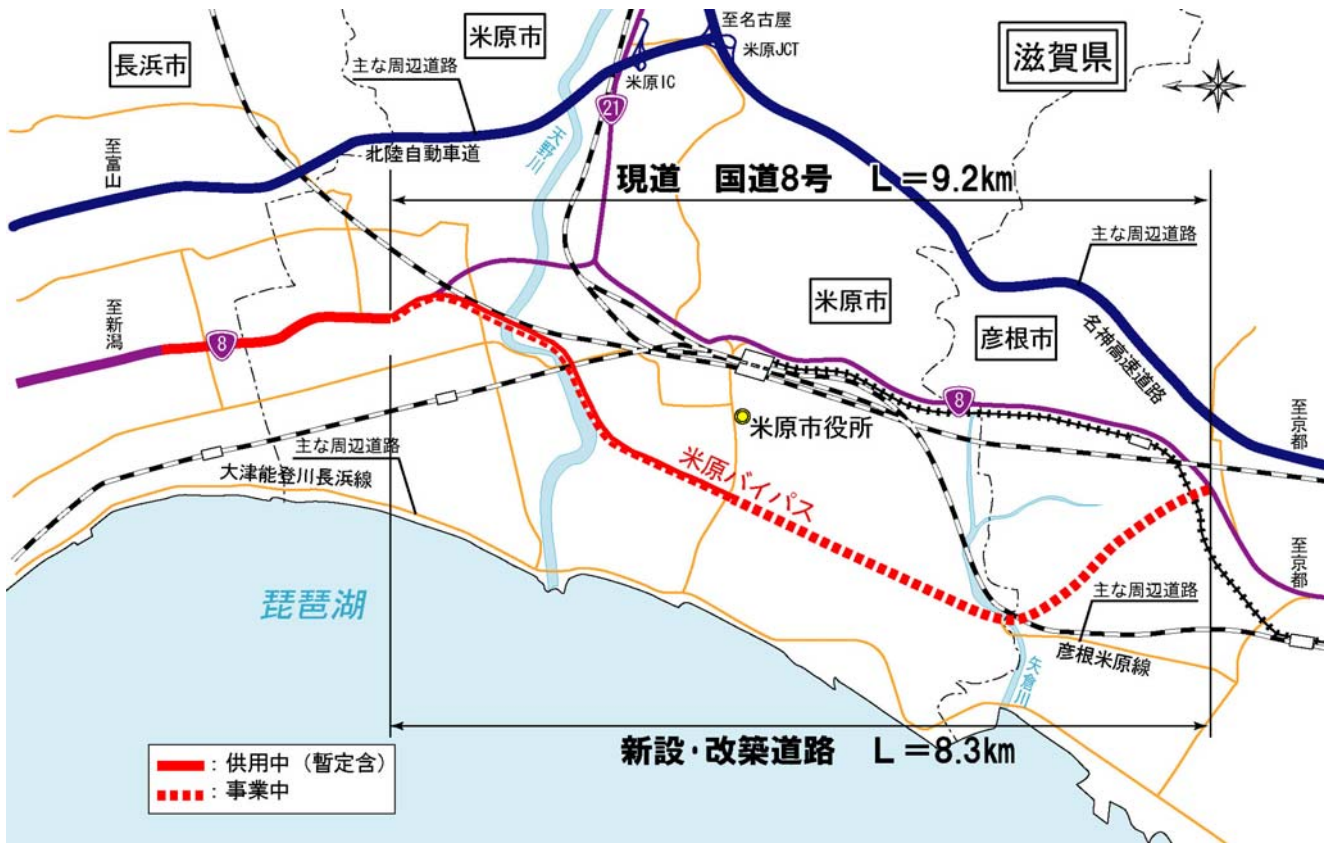 至名古屋
米原市
滋賀県
長浜市
米原JCT
主な周辺道路
米原IC
21
天野川
至富山
北陸自動車道
現道 国道8号 L=9.2km
主な周辺道路
至新潟
米原市
彦根市
名神高速道路
8
8
至京都
米原市役所
主な周辺道路
大津能登川長浜線
米原バイパス
至京都
琵琶湖
主な周辺道路
彦根米原線
矢倉川
新設・改築道路 L=8.3km
:供用中(暫定含)
:事業中